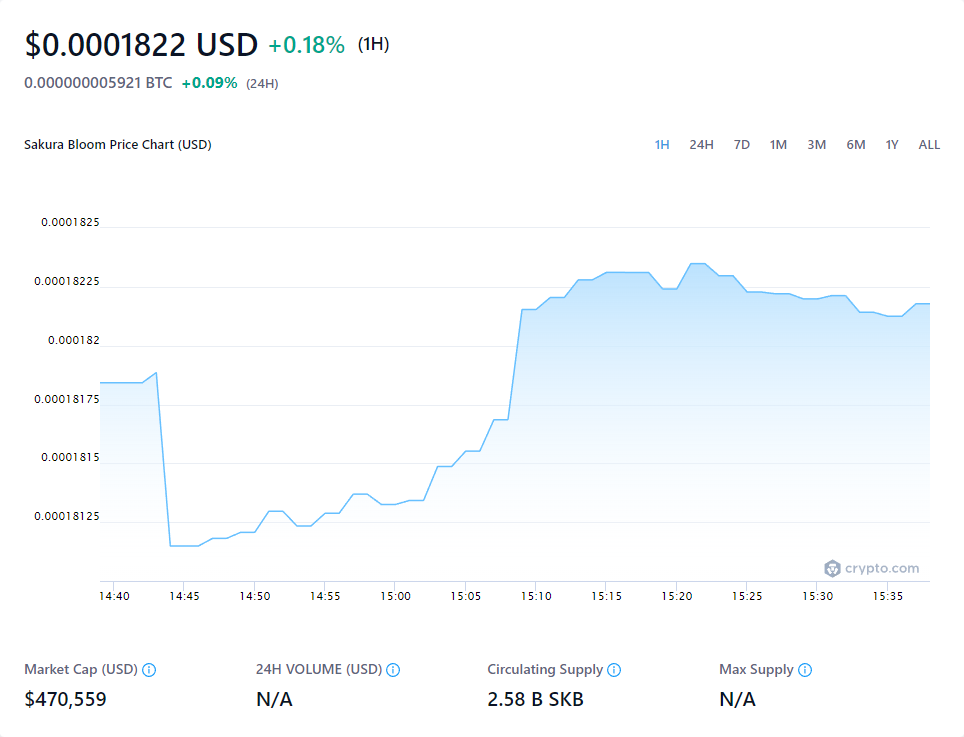 $0.0001822 USD +0.18% (1H)
0.000000005921 BTC +0.09% (24H)
Sakura Bloom Price Chart (USD) 1H 24H 7D 1M 3M 6M 1Y ALL
0.0001825
0.00018225
0.000182
0.00018175
0.0001815
0.00018125
crypto.com
14:40 14:45 14:50 14:55 15:00 15:05 15:10 15:15 15:20 15:25 15:30 15:35
Market Cap (USD) 24H VOLUME (USD) Circulating Supply Max Supply
$470,559 N/A 2.58 B SKB N/A